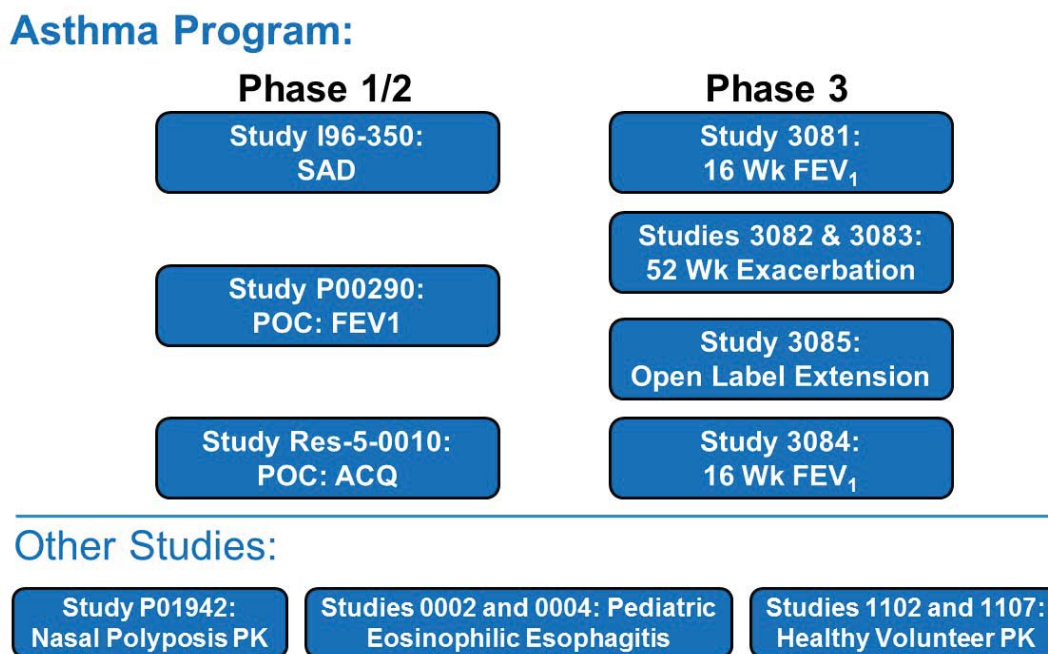 Asthma Program:
Phase 1/2
Study I96-350:
SAD
Study P00290:
POC: FEV1
Study Res-5-0010:
POC: ACQ
Phase 3
Study 3081:
16 Wk FEV₁
Studies 3082 & 3083:
52 Wk Exacerbation
Study 3085:
Open Label Extension
Study 3084:
16 Wk FEV₁
Other Studies:
Study P01942:
Nasal Polyposis PK
Studies 0002 and 0004: Pediatric
Eosinophilic Esophagitis
Studies 1102 and 1107:
Healthy Volunteer PK